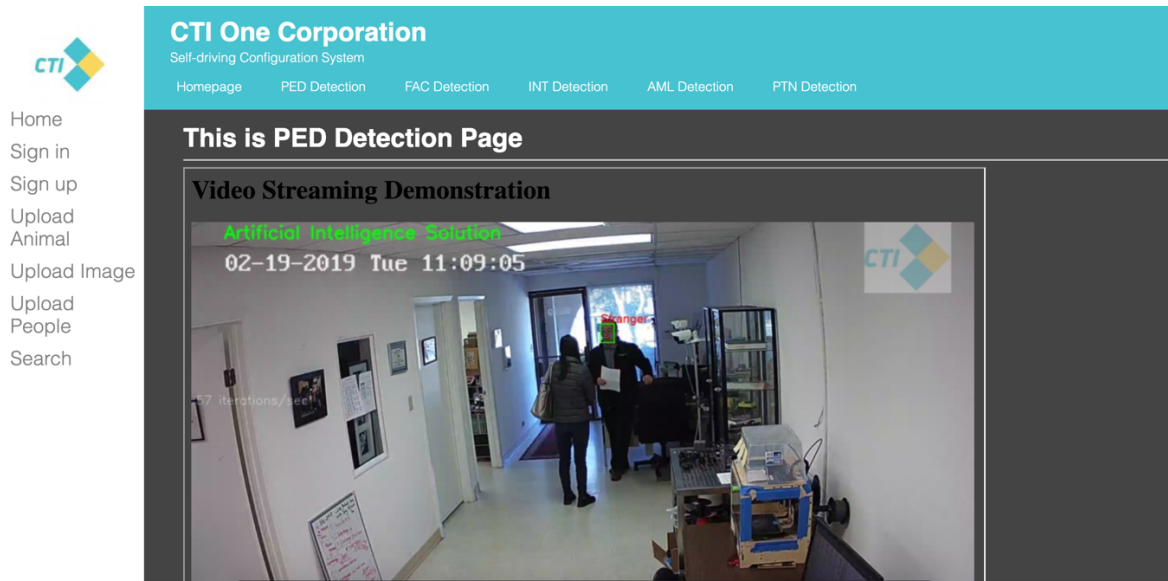 CTI
Home
Sign in
Sign up
Upload
Animal
Upload Image
Upload
People
Search
CTI One Corporation
Self-driving Configuration System
Homepage PED Detection FAC Detection INT Detection AML Detection PTN Detection
This is PED Detection Page
Video Streaming Demonstration
Artificial Intelligence Solution
02-19-2019 Tue 11:09:05
CTI
Stranger
57 iterations/sec